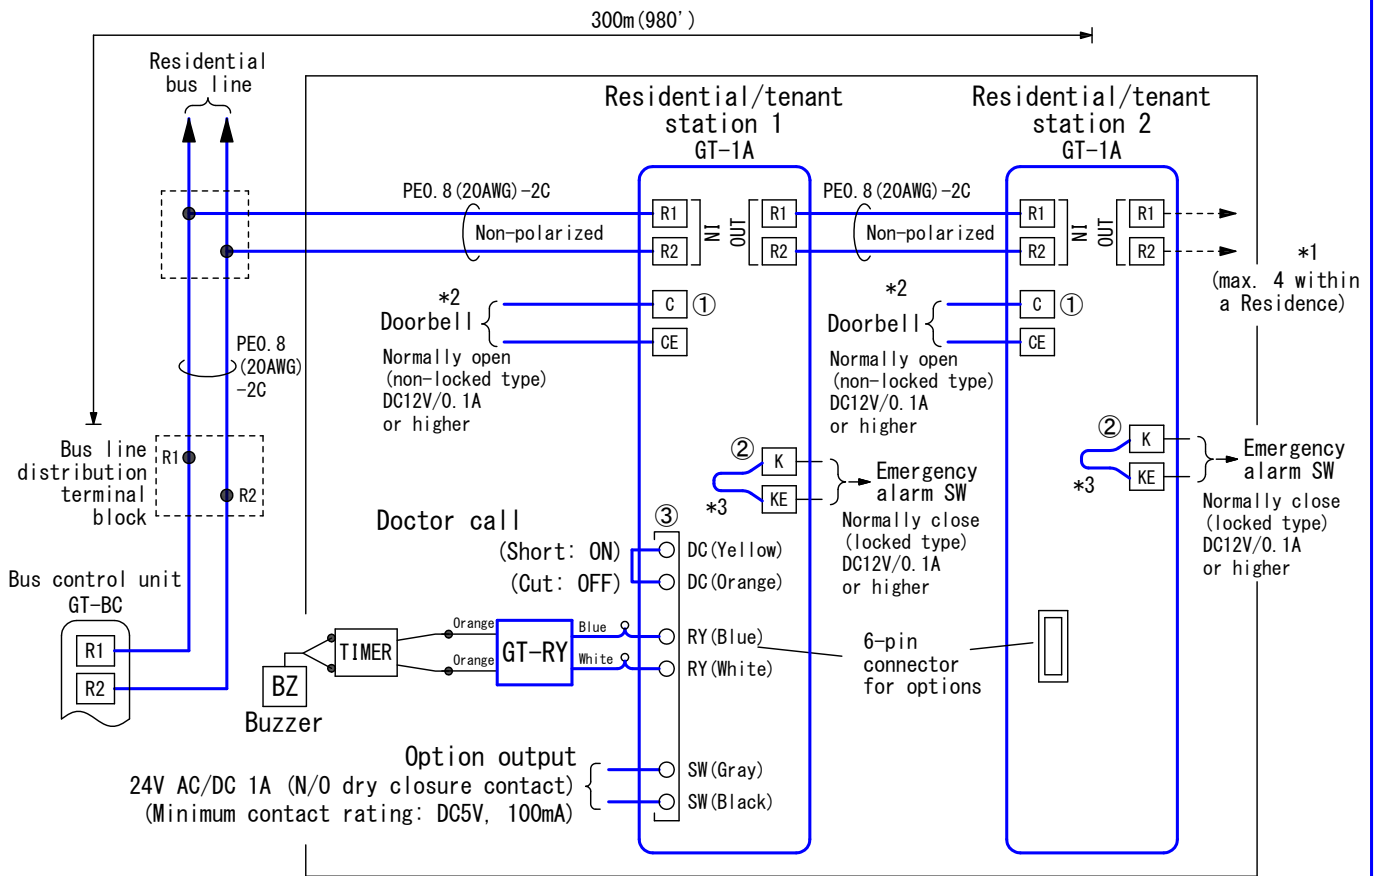 300m(980')
Residential
bus line
Residential/tenant
station 1
GT-1A
Residential/tenant
station 2
GT-1A
PE0.8(20AWG)-2C
Non-polarized
R1
R2
IN
OUT
R1
R2
PE0.8(20AWG)-2C
Non-polarized
R1
R2
IN
OUT
R1
R2
*1
(max. 4 within
a Residence)
*2
Doorbell
Normally open
(non-locked type)
DC12V/0.1A
or higher
C
①
CE
*2
Doorbell
Normally open
(non-locked type)
DC12V/0.1A
or higher
C
①
CE
PE0.8
(20AWG)
-2C
Bus line
distribution
terminal
block
R1
R2
②
K
KE
*3
Emergency
alarm SW
Normally close
(locked type)
DC12V/0.1A
or higher
②
K
KE
*3
Emergency
alarm SW
Normally close
(locked type)
DC12V/0.1A
or higher
Doctor call
(Short: ON)
(Cut: OFF)
③
DC(Yellow)
DC(Orange)
Bus control unit
GT-BC
R1
R2
BZ
Buzzer
TIMER
Orange
Orange
GT-RY
Blue
White
RY(Blue)
RY(White)
6-pin
connector
for options
Option output
24V AC/DC 1A (N/O dry closure contact)
(Minimum contact rating: DC5V, 100mA)
SW(Gray)
SW(Black)